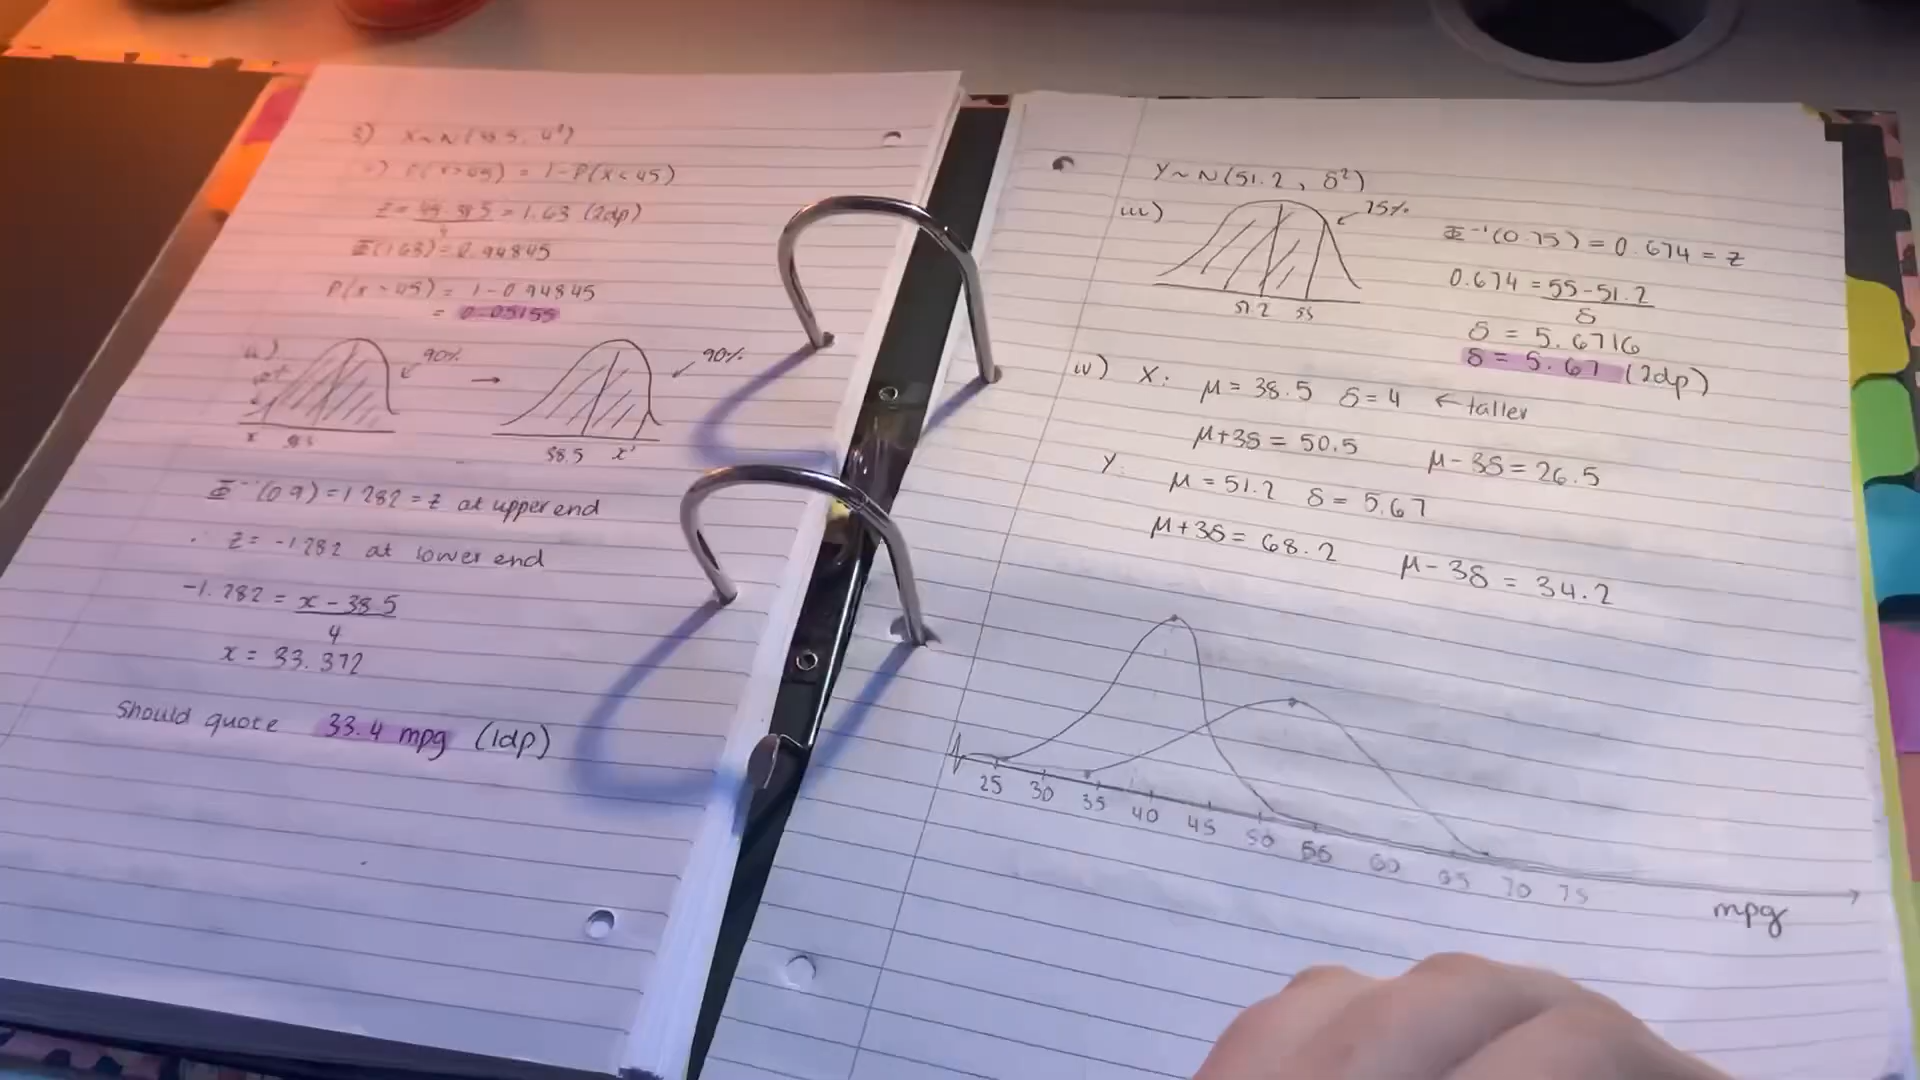 3) X~N(38.5, 4²)
i) P(X>45) = 1-P(X<45)
z = 45-38.5 = 1.63 (2dp)
4
Φ(1.63) = 0.94845
P(X>45) = 1-0.94845
= 0.05155
ii) 90% → 90%
x 38.5
38.5 x'
Φ⁻¹(0.9) = 1.282 = z at upper end
∴ z = -1.282 at lower end
-1.282 = x - 38.5
4
x = 33.372
Should quote 33.4 mpg (1dp)
Y~N(51.2, δ²)
iii) 75%
51.2 55
Φ⁻¹(0.75) = 0.674 = z
0.674 = 55-51.2
δ
δ = 5.6716
δ = 5.67 (2dp)
iv) X: μ = 38.5 δ = 4 ← taller
μ+3δ = 50.5 μ-3δ = 26.5
Y: μ = 51.2 δ = 5.67
μ+3δ = 68.2 μ-3δ = 34.2
25 30 35 40 45 50 55 60 65 70 75
mpg